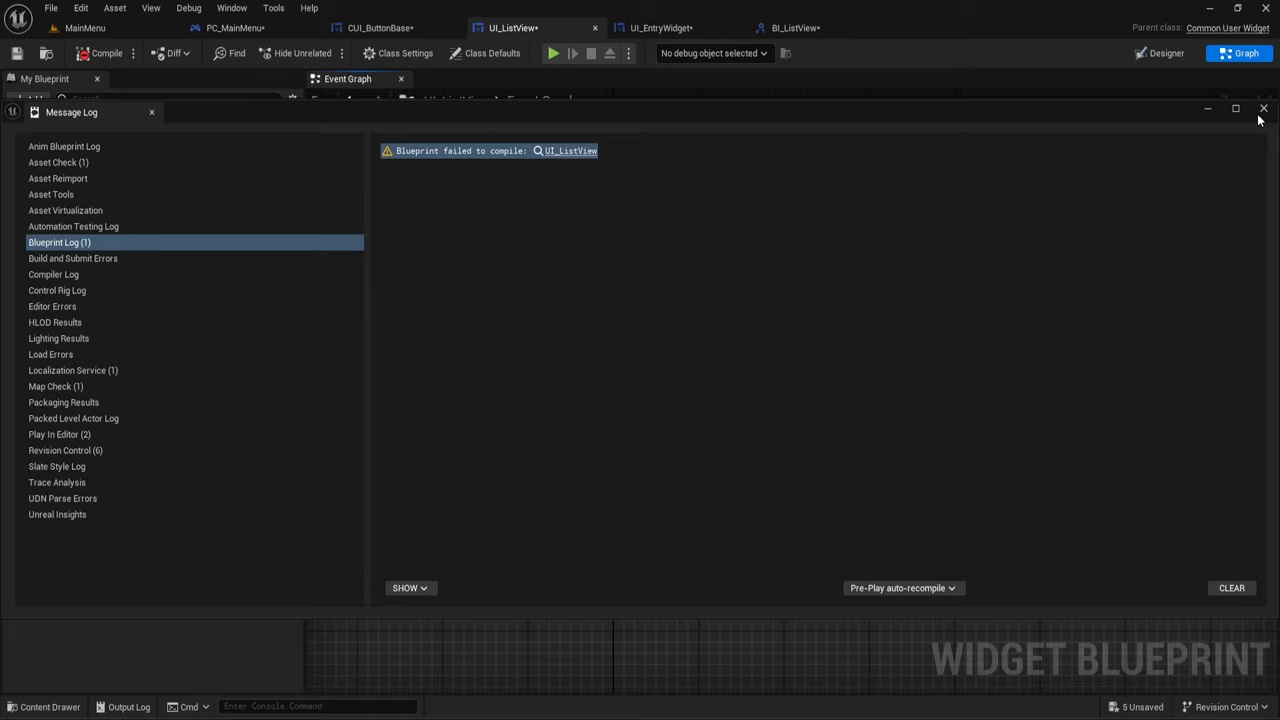 File Edit Asset View Debug Window Tools Help
MainMenu PC_MainMenu* CUI_ButtonBase* UI_ListView* UI_EntryWidget* BI_ListView* Parent class: Common User Widget
Compile Diff Find Hide Unrelated Class Settings Class Defaults No debug object selected Designer Graph
My Blueprint Event Graph
Message Log
Anim Blueprint Log
Blueprint failed to compile: UI_ListView
Asset Check (1)
Asset Reimport
Asset Tools
Asset Virtualization
Automation Testing Log
Blueprint Log (1)
Build and Submit Errors
Compiler Log
Control Rig Log
Editor Errors
HLOD Results
Lighting Results
Load Errors
Localization Service (1)
Map Check (1)
Packaging Results
Packed Level Actor Log
Play In Editor (2)
Revision Control (6)
Slate Style Log
Trace Analysis
UDN Parse Errors
Unreal Insights
SHOW Pre-Play auto-recompile CLEAR
WIDGET BLUEPRINT
Content Drawer Output Log Cmd Enter Console Command 5 Unsaved Revision Control